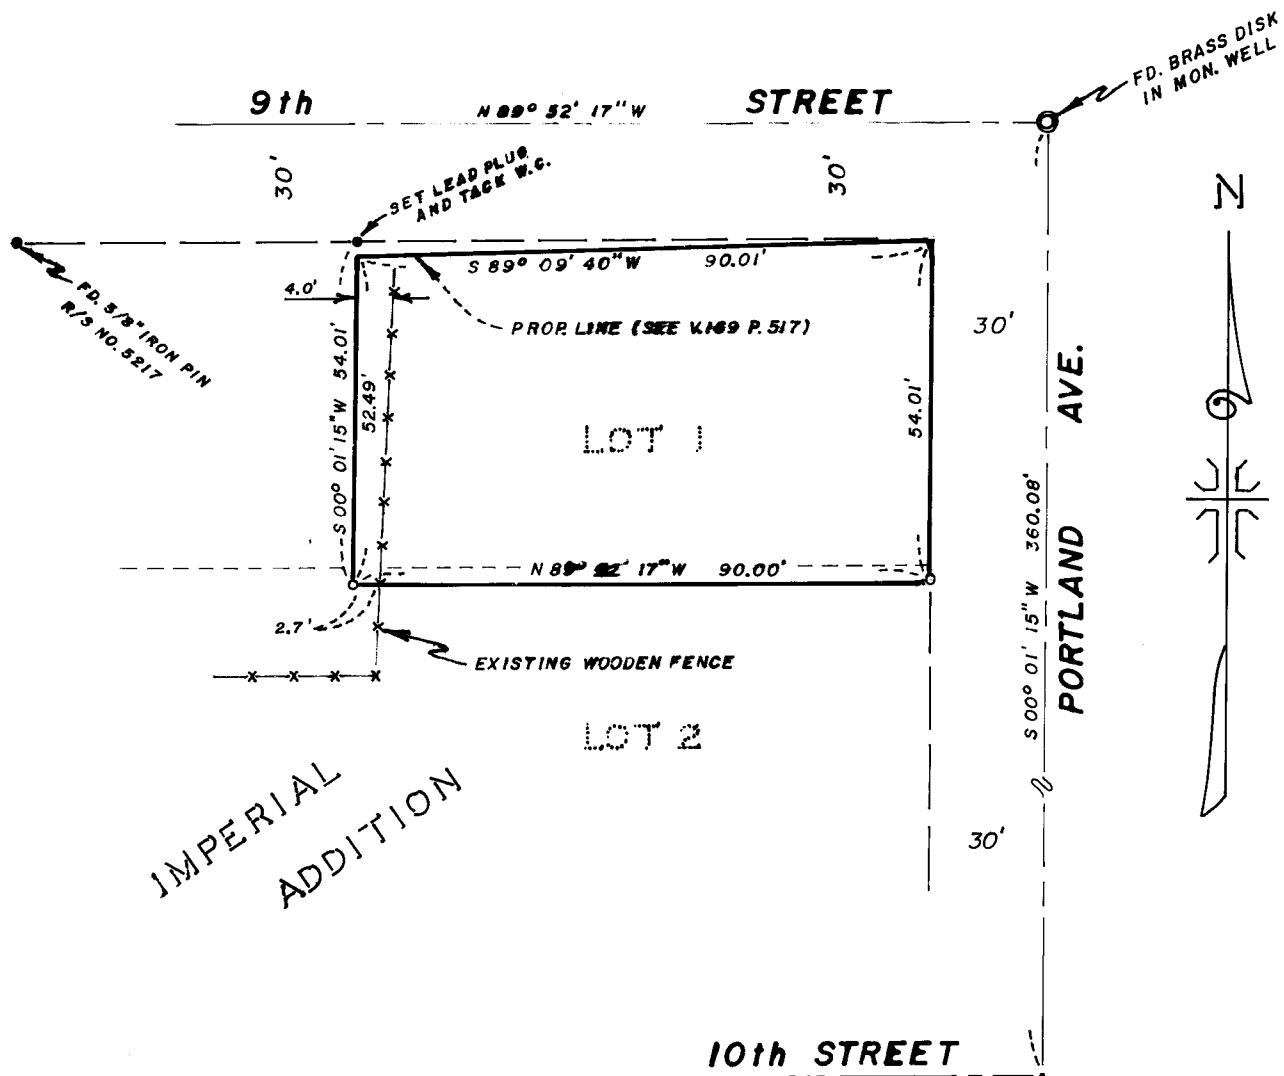 FD. BRASS DISK
IN MON. WELL
9th STREET
N 89° 52' 17" W
30'
30'
SET LEAD PLUG
AND TACK W.C.
N
S 89° 09' 40" W 90.01'
4.0'
FD. 5/8" IRON PIN
R/S NO. 5217
PROP. LINE (SEE V.169 P. 517)
30'
S 00° 01' 15" W 54.01'
52.49'
54.01'
LOT 1
PORTLAND AVE.
S 00° 01' 15" W 360.08'
N 89° 17" W 90.00'
2.7'
EXISTING WOODEN FENCE
LOT 2
IMPERIAL
ADDITION
30'
10th STREET